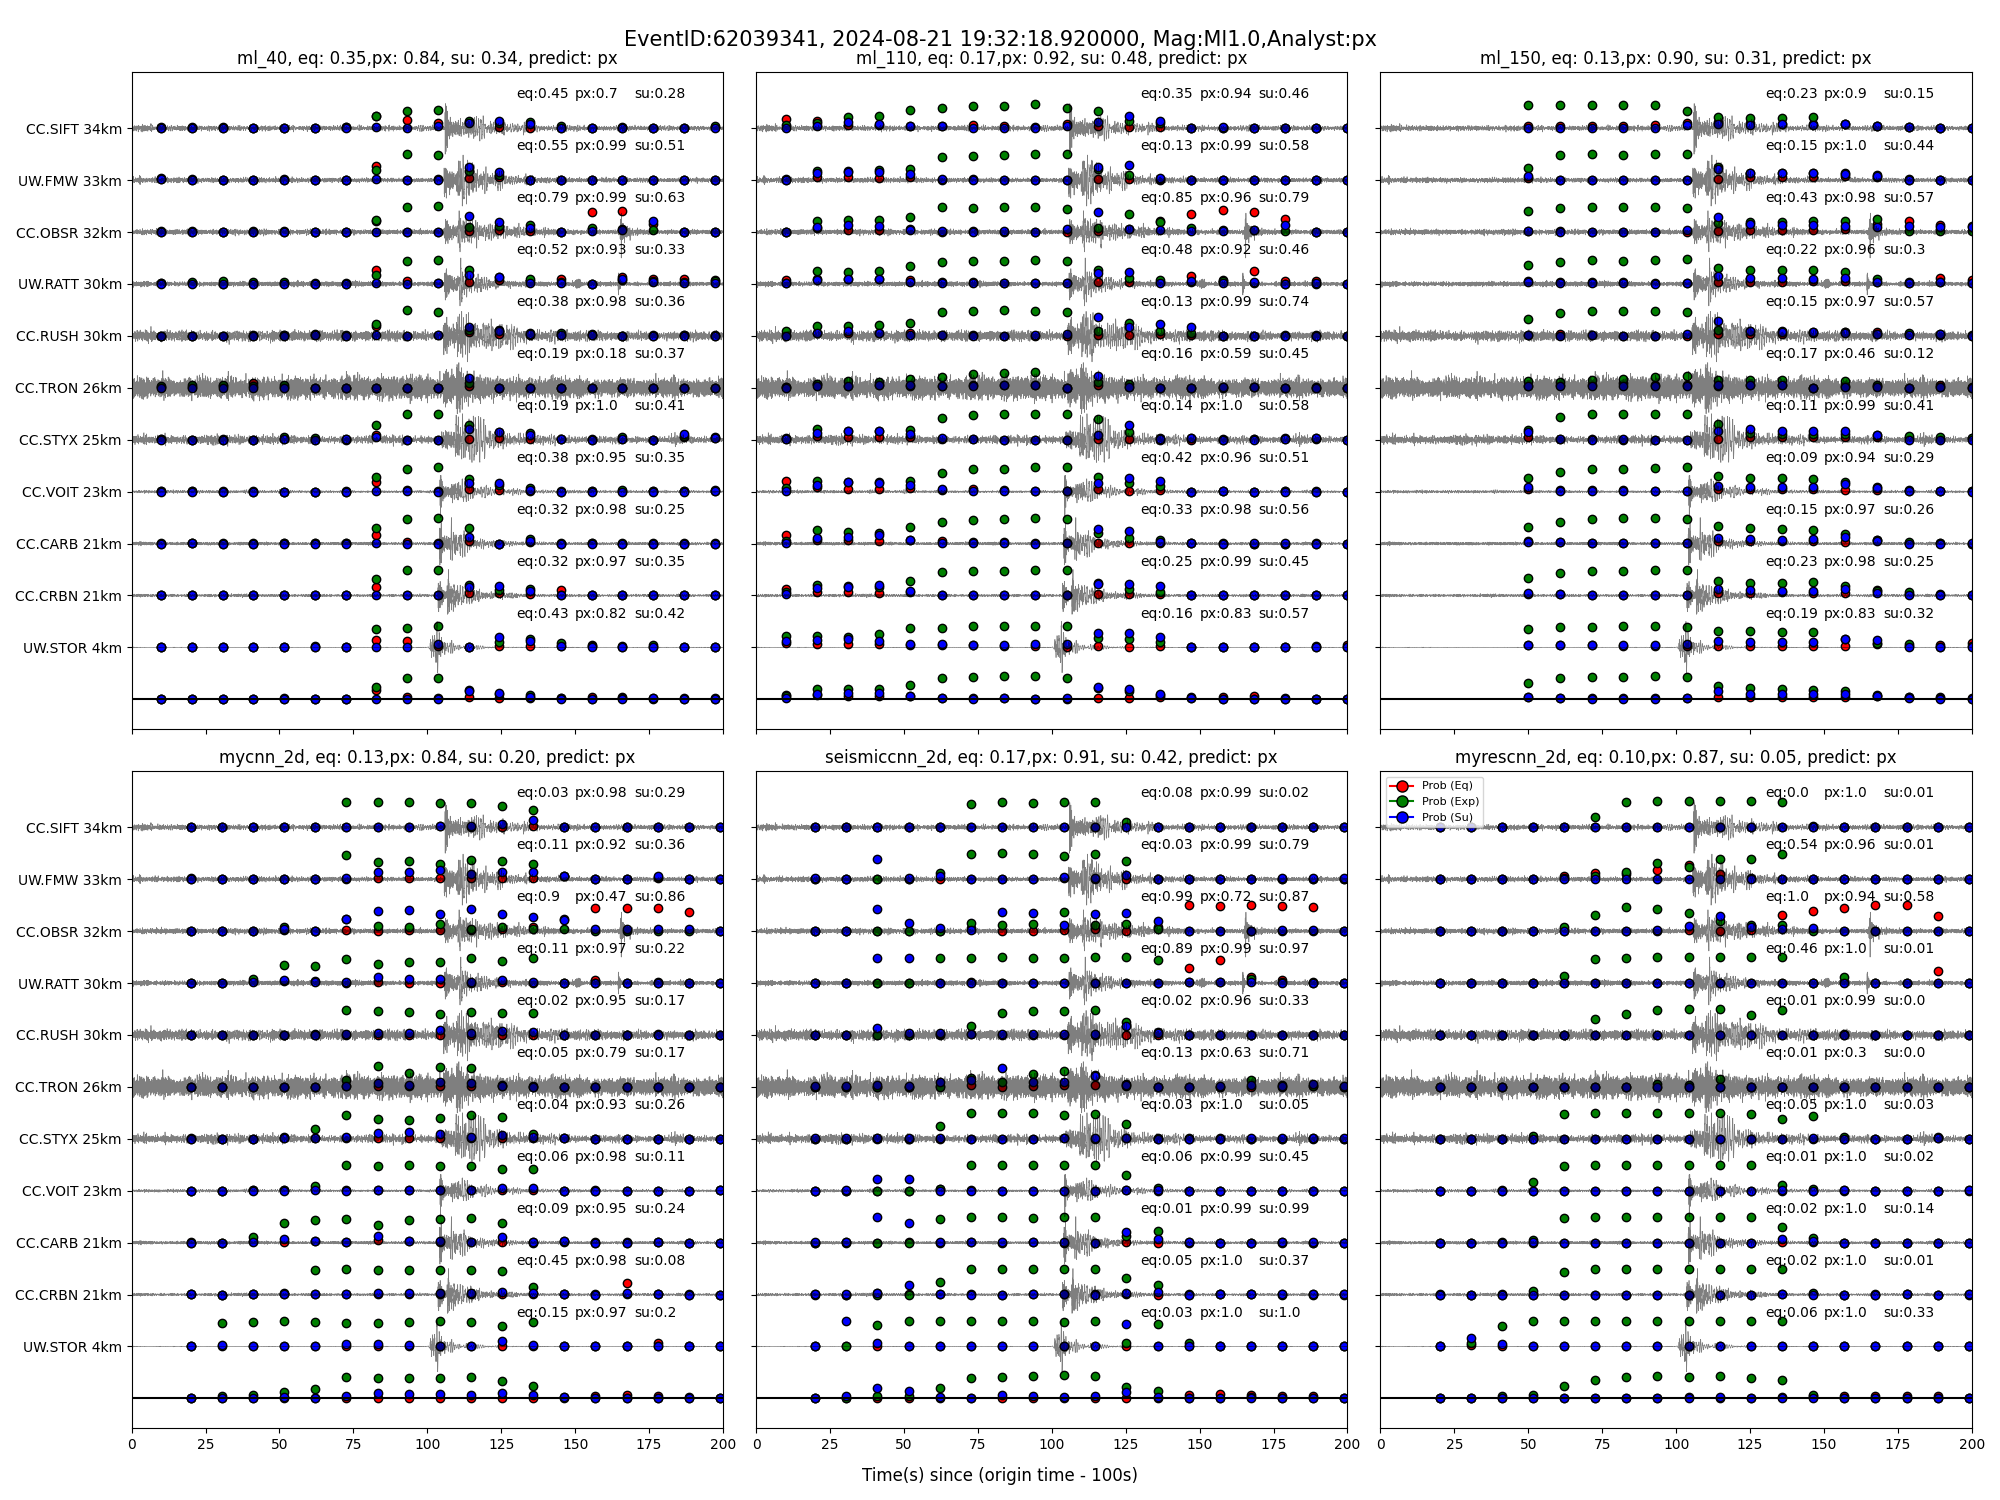 EventID:62039341, 2024-08-21 19:32:18.920000, Mag:Ml1.0,Analyst:px
ml_40, eq: 0.35,px: 0.84, su: 0.34, predict: px
CC.SIFT 34km eq:0.45 px:0.7 su:0.28
UW.FMW 33km eq:0.55 px:0.99 su:0.51
CC.OBSR 32km eq:0.79 px:0.99 su:0.63
UW.RATT 30km eq:0.52 px:0.93 su:0.33
CC.RUSH 30km eq:0.38 px:0.98 su:0.36
CC.TRON 26km eq:0.19 px:0.18 su:0.37
CC.STYX 25km eq:0.19 px:1.0 su:0.41
CC.VOIT 23km eq:0.38 px:0.95 su:0.35
CC.CARB 21km eq:0.32 px:0.98 su:0.25
CC.CRBN 21km eq:0.32 px:0.97 su:0.35
UW.STOR 4km eq:0.43 px:0.82 su:0.42
ml_110, eq: 0.17,px: 0.92, su: 0.48, predict: px
eq:0.35 px:0.94 su:0.46
eq:0.13 px:0.99 su:0.58
eq:0.85 px:0.96 su:0.79
eq:0.48 px:0.92 su:0.46
eq:0.13 px:0.99 su:0.74
eq:0.16 px:0.59 su:0.45
eq:0.14 px:1.0 su:0.58
eq:0.42 px:0.96 su:0.51
eq:0.33 px:0.98 su:0.56
eq:0.25 px:0.99 su:0.45
eq:0.16 px:0.83 su:0.57
ml_150, eq: 0.13,px: 0.90, su: 0.31, predict: px
eq:0.23 px:0.9 su:0.15
eq:0.15 px:1.0 su:0.44
eq:0.43 px:0.98 su:0.57
eq:0.22 px:0.96 su:0.3
eq:0.15 px:0.97 su:0.57
eq:0.17 px:0.46 su:0.12
eq:0.11 px:0.99 su:0.41
eq:0.09 px:0.94 su:0.29
eq:0.15 px:0.97 su:0.26
eq:0.23 px:0.98 su:0.25
eq:0.19 px:0.83 su:0.32
mycnn_2d, eq: 0.13,px: 0.84, su: 0.20, predict: px
CC.SIFT 34km eq:0.03 px:0.98 su:0.29
UW.FMW 33km eq:0.11 px:0.92 su:0.36
CC.OBSR 32km eq:0.9 px:0.47 su:0.86
UW.RATT 30km eq:0.11 px:0.97 su:0.22
CC.RUSH 30km eq:0.02 px:0.95 su:0.17
CC.TRON 26km eq:0.05 px:0.79 su:0.17
CC.STYX 25km eq:0.04 px:0.93 su:0.26
CC.VOIT 23km eq:0.06 px:0.98 su:0.11
CC.CARB 21km eq:0.09 px:0.95 su:0.24
CC.CRBN 21km eq:0.45 px:0.98 su:0.08
UW.STOR 4km eq:0.15 px:0.97 su:0.2
0 25 50 75 100 125 150 175 200
seismiccnn_2d, eq: 0.17,px: 0.91, su: 0.42, predict: px
eq:0.08 px:0.99 su:0.02
eq:0.03 px:0.99 su:0.79
eq:0.99 px:0.72 su:0.87
eq:0.89 px:0.99 su:0.97
eq:0.02 px:0.96 su:0.33
eq:0.13 px:0.63 su:0.71
eq:0.03 px:1.0 su:0.05
eq:0.06 px:0.99 su:0.45
eq:0.01 px:0.99 su:0.99
eq:0.05 px:1.0 su:0.37
eq:0.03 px:1.0 su:1.0
0 25 50 75 100 125 150 175 200
myrescnn_2d, eq: 0.10,px: 0.87, su: 0.05, predict: px
Prob (Eq)
Prob (Exp)
Prob (Su)
eq:0.0 px:1.0 su:0.01
eq:0.54 px:0.96 su:0.01
eq:1.0 px:0.94 su:0.58
eq:0.46 px:1.0 su:0.01
eq:0.01 px:0.99 su:0.0
eq:0.01 px:0.3 su:0.0
eq:0.05 px:1.0 su:0.03
eq:0.01 px:1.0 su:0.02
eq:0.02 px:1.0 su:0.14
eq:0.02 px:1.0 su:0.01
eq:0.06 px:1.0 su:0.33
0 25 50 75 100 125 150 175 200
Time(s) since (origin time - 100s)